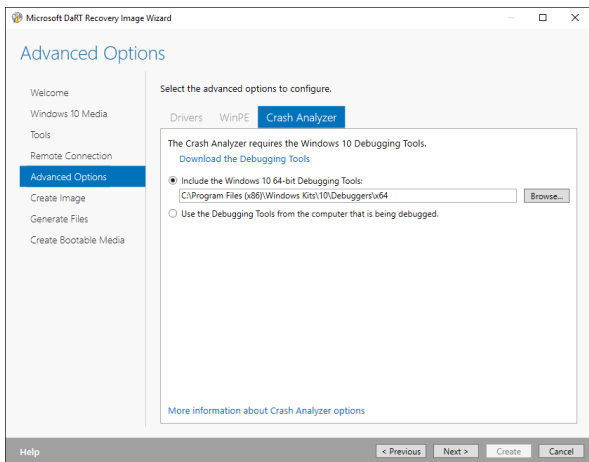 Microsoft DaRT Recovery Image Wizard
Advanced Options
Welcome
Windows 10 Media
Tools
Remote Connection
Advanced Options
Create Image
Generate Files
Create Bootable Media
Select the advanced options to configure.
Drivers WinPE Crash Analyzer
The Crash Analyzer requires the Windows 10 Debugging Tools.
Download the Debugging Tools
Include the Windows 10 64-bit Debugging Tools:
C:\Program Files (x86)\Windows Kits\10\Debuggers\x64 Browse...
Use the Debugging Tools from the computer that is being debugged.
More information about Crash Analyzer options
Help < Previous Next > Create Cancel